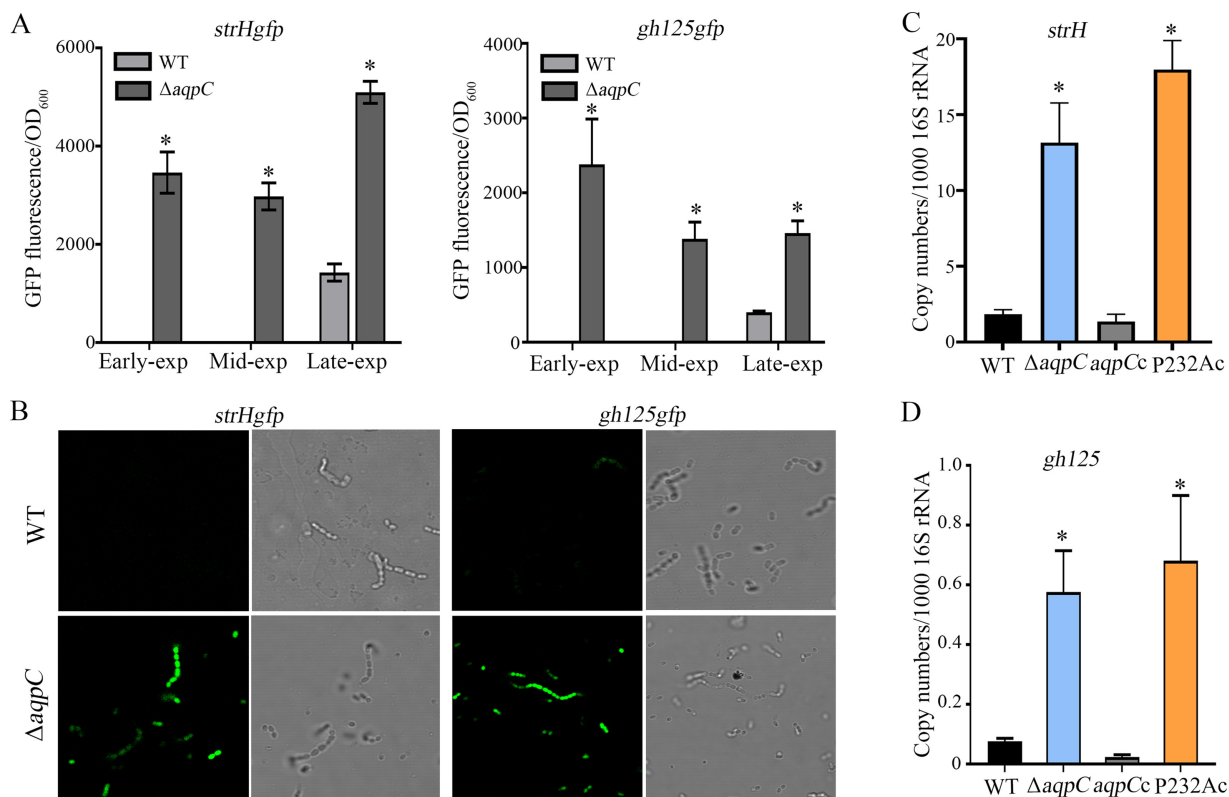 A
strHgfp
6000
4000
2000
0
GFP fluorescence/OD600
WT
ΔaqpC
*
*
*
Early-exp Mid-exp Late-exp
gh125gfp
4000
3000
2000
1000
0
GFP fluorescence/OD600
WT
ΔaqpC
*
*
*
Early-exp Mid-exp Late-exp
B
strHgfp
gh125gfp
WT
ΔaqpC
C
strH
20
15
10
5
0
Copy numbers/1000 16S rRNA
*
*
WT ΔaqpC aqpCc P232Ac
D
gh125
1.0
0.8
0.6
0.4
0.2
0
Copy numbers/1000 16S rRNA
*
*
WT ΔaqpC aqpCc P232Ac